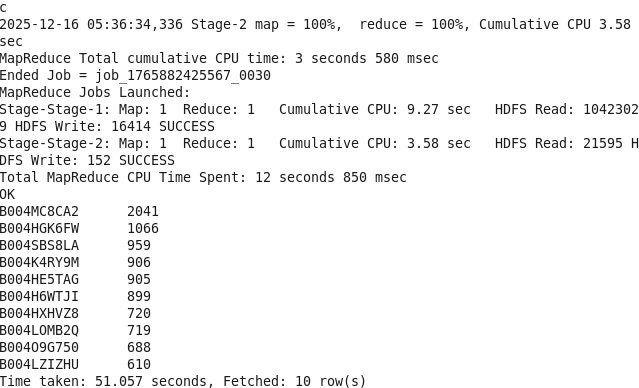 c
2025-12-16 05:36:34,336 Stage-2 map = 100%,  reduce = 100%, Cumulative CPU 3.58
sec
MapReduce Total cumulative CPU time: 3 seconds 580 msec
Ended Job = job_1765882425567_0030
MapReduce Jobs Launched:
Stage-Stage-1: Map: 1  Reduce: 1   Cumulative CPU: 9.27 sec   HDFS Read: 1042302
9 HDFS Write: 16414 SUCCESS
Stage-Stage-2: Map: 1  Reduce: 1   Cumulative CPU: 3.58 sec   HDFS Read: 21595 H
DFS Write: 152 SUCCESS
Total MapReduce CPU Time Spent: 12 seconds 850 msec
OK
B004MC8CA2      2041
B004HGK6FW      1066
B004SBS8LA      959
B004K4RY9M      906
B004HE5TAG      905
B004H6WTJI      899
B004HXHVZ8      720
B004LOMB2Q      719
B004O9G750      688
B004LZIZHU      610
Time taken: 51.057 seconds, Fetched: 10 row(s)